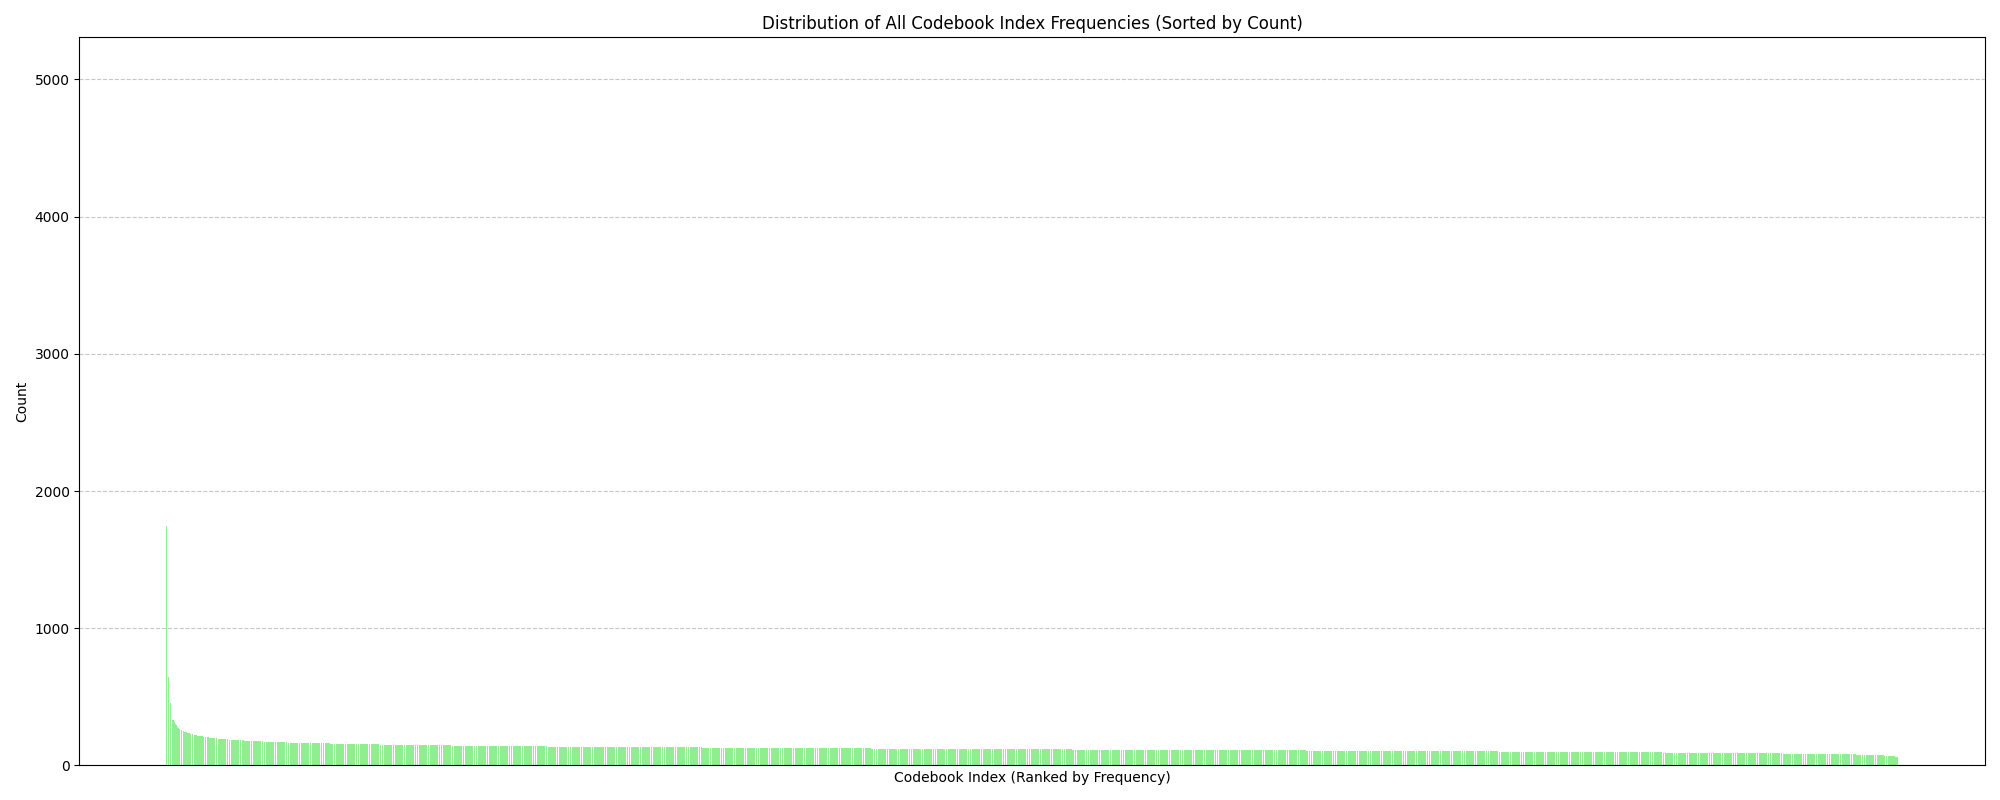 Distribution of All Codebook Index Frequencies (Sorted by Count)
5000
4000
3000
2000
1000
0
Count
Codebook Index (Ranked by Frequency)